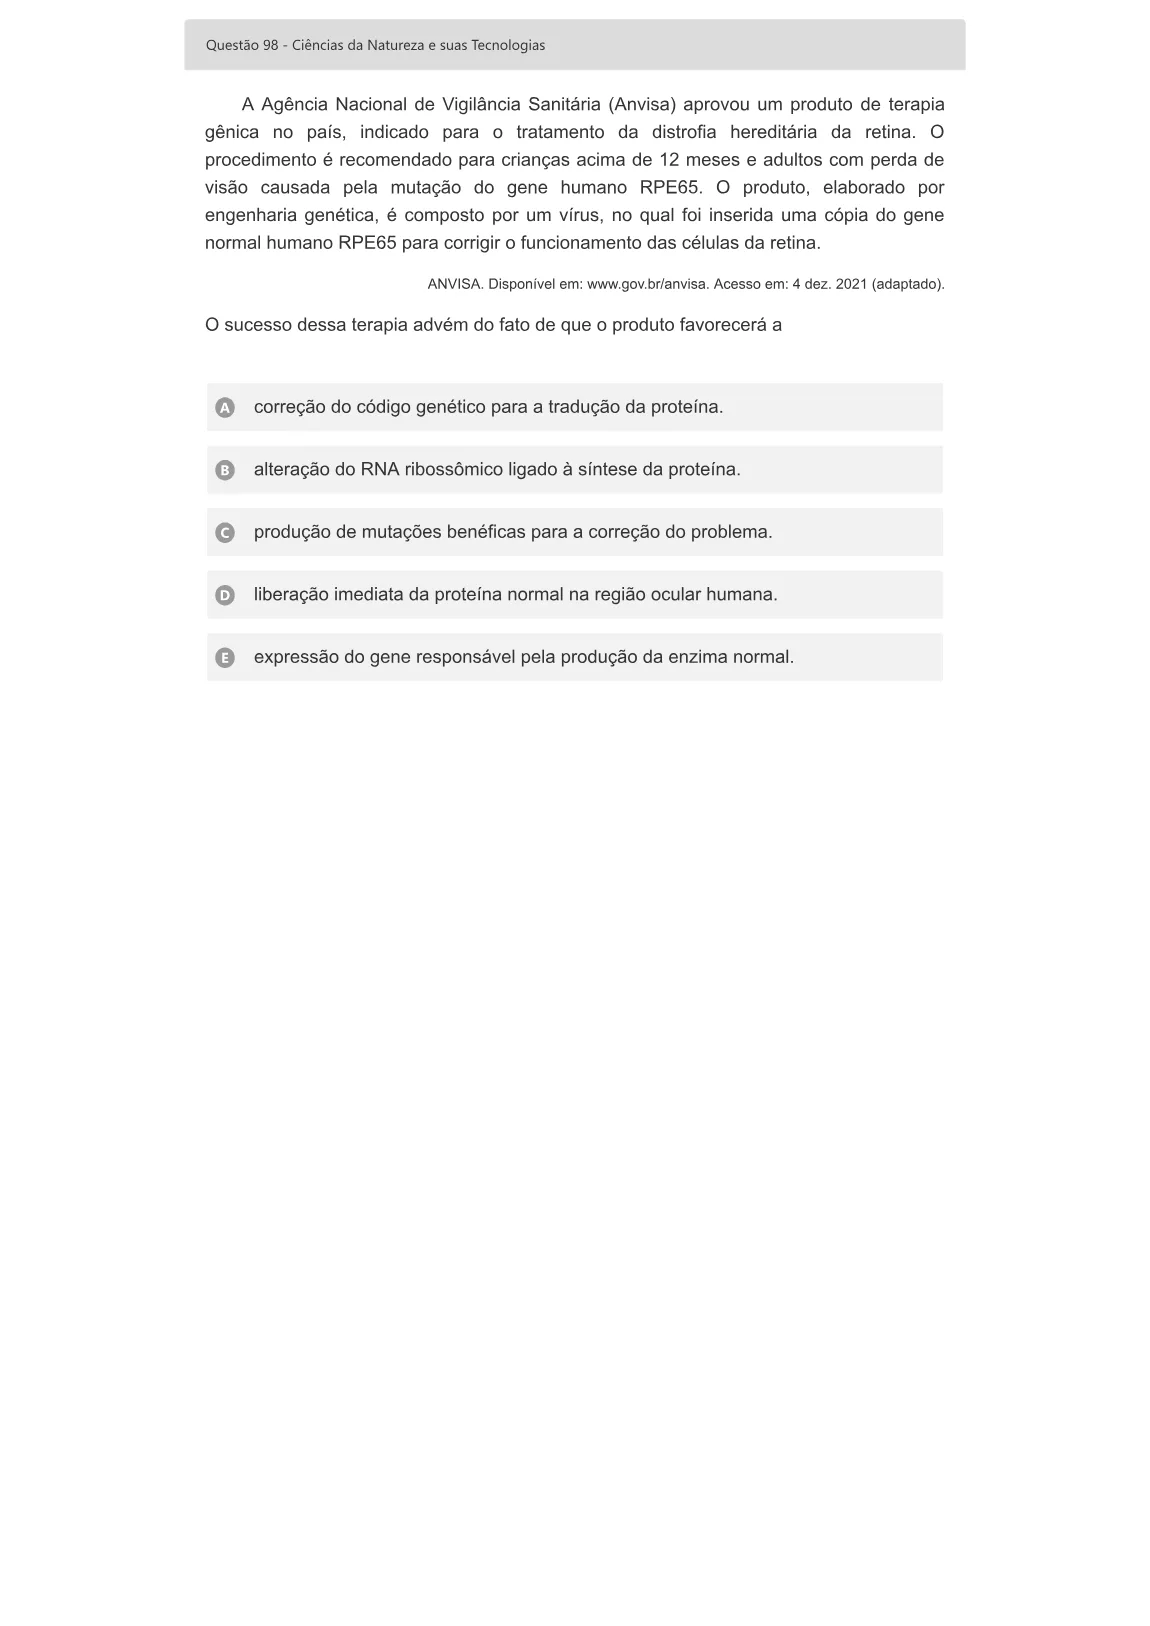 Questão 98 - Ciências da Natureza e suas Tecnologias
A Agência Nacional de Vigilância Sanitária (Anvisa) aprovou um produto de terapia
gênica no país, indicado para o tratamento da distrofia hereditária da retina. O
procedimento é recomendado para crianças acima de 12 meses e adultos com perda de
visão causada pela mutação do gene humano RPE65. O produto, elaborado por
engenharia genética, é composto por um vírus, no qual foi inserida uma cópia do gene
normal humano RPE65 para corrigir o funcionamento das células da retina.
ANVISA. Disponível em: www.gov.br/anvisa. Acesso em: 4 dez. 2021 (adaptado).
O sucesso dessa terapia advém do fato de que o produto favorecerá a
A correção do código genético para a tradução da proteína.
B alteração do RNA ribossômico ligado à síntese da proteína.
C produção de mutações benéficas para a correção do problema.
D liberação imediata da proteína normal na região ocular humana.
E expressão do gene responsável pela produção da enzima normal.